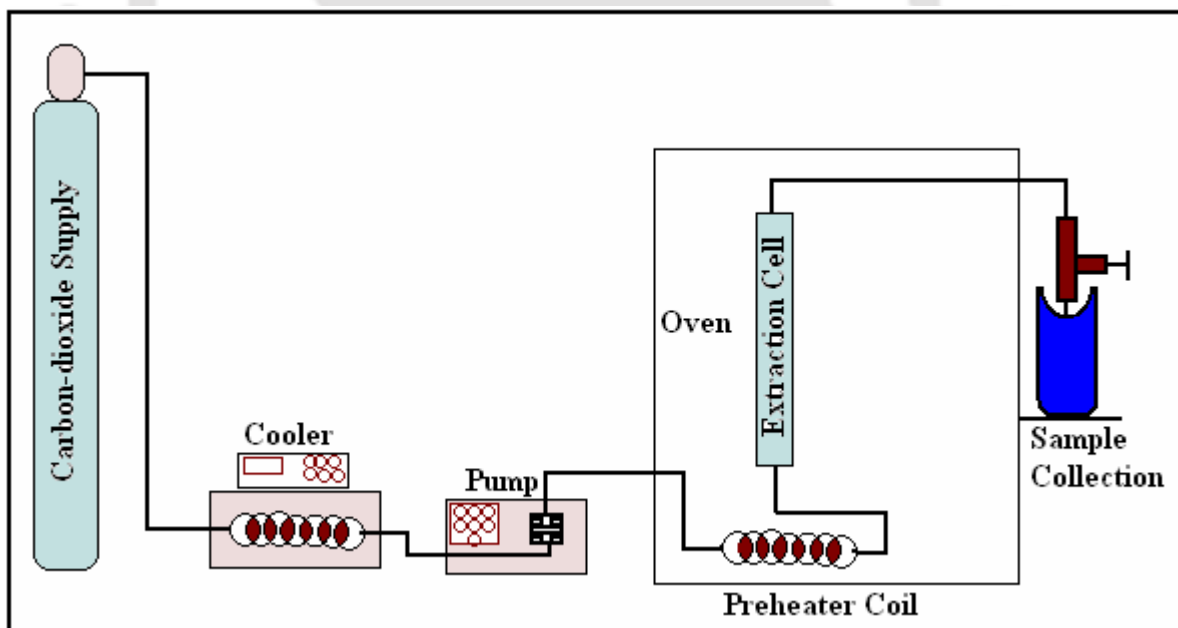 Carbon-dioxide Supply
Cooler
Pump
Oven
Extraction Cell
Preheater Coil
Sample
Collection